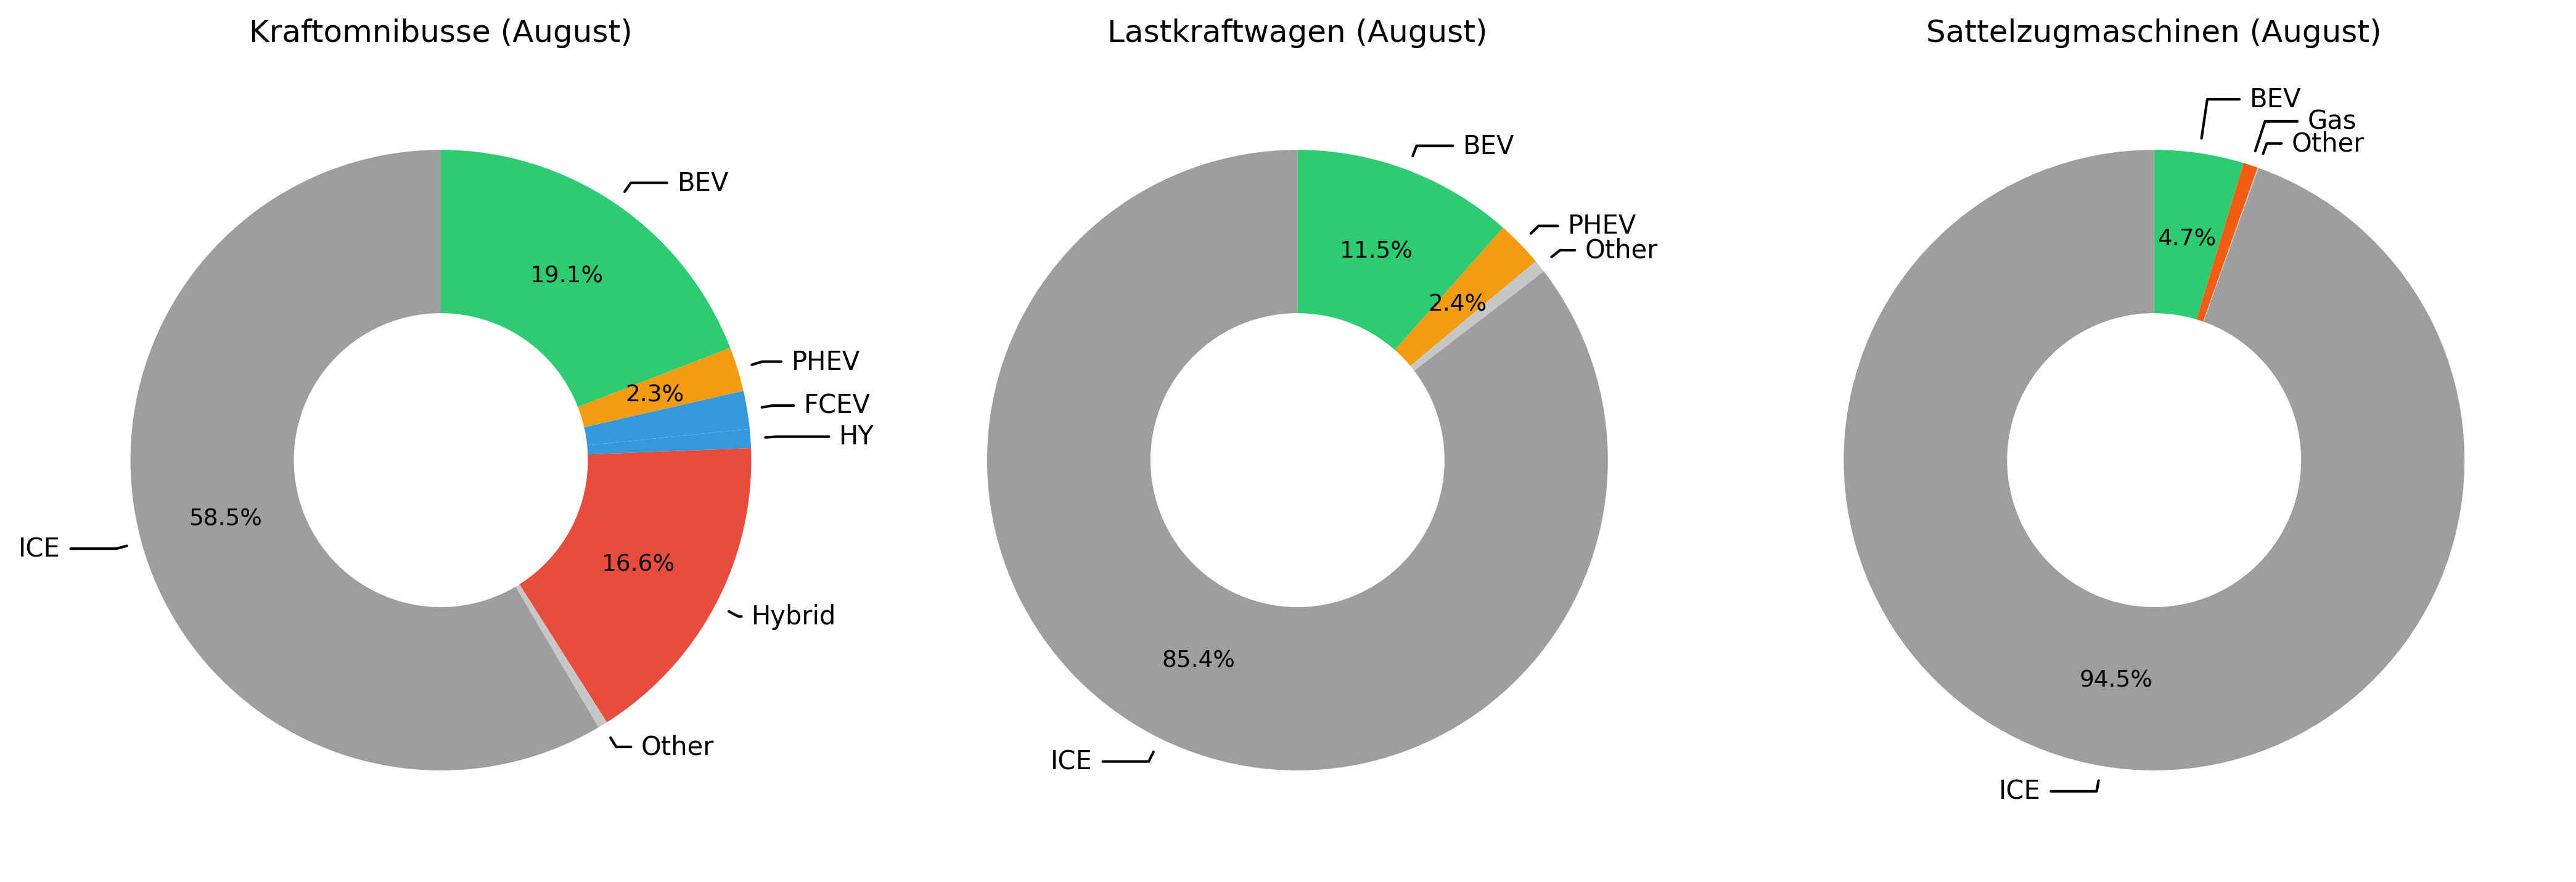 Kraftomnibusse (August)
BEV
19.1%
PHEV
2.3%
FCEV
HY
58.5%
ICE
16.6%
Hybrid
Other
Lastkraftwagen (August)
BEV
11.5%
PHEV
Other
2.4%
85.4%
ICE
Sattelzugmaschinen (August)
BEV
Gas
Other
4.7%
94.5%
ICE